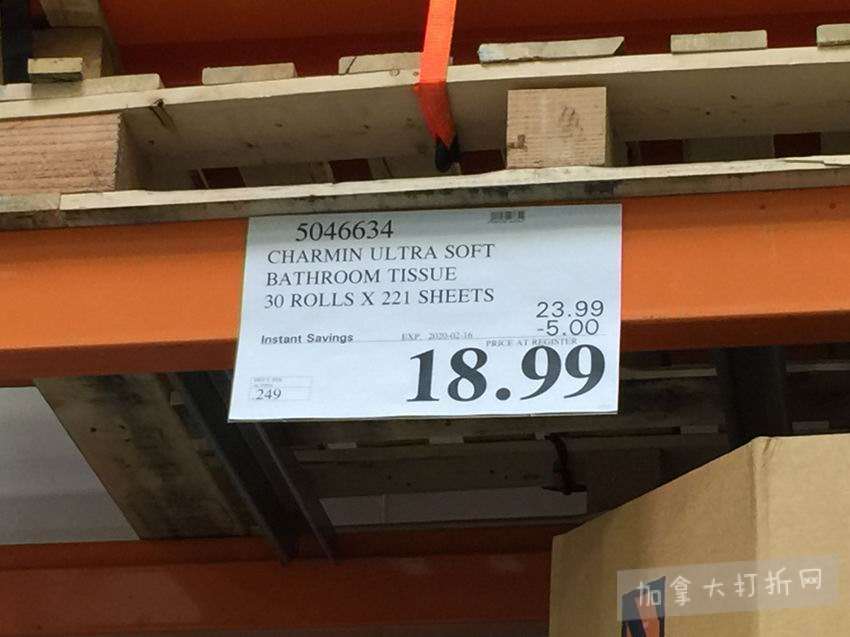 5046634
CHARMIN ULTRA SOFT
BATHROOM TISSUE
30 ROLLS X 221 SHEETS
23.99
-5.00
Instant Savings EXP. 2020-02-16
PRICE AT REGISTER
18.99
.249
加拿大打折网